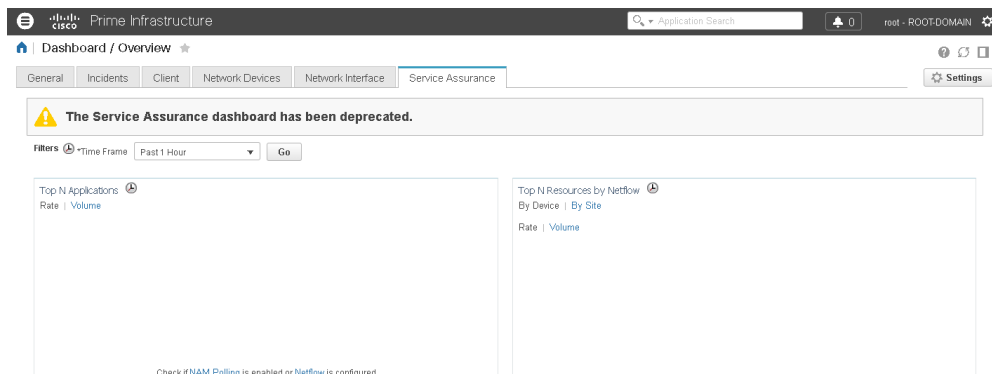 cisco Prime Infrastructure Application Search 0 root - ROOT-DOMAIN
Dashboard / Overview
General Incidents Client Network Devices Network Interface Service Assurance Settings
The Service Assurance dashboard has been deprecated.
Filters *Time Frame Past 1 Hour Go
Top N Applications
Rate | Volume
Top N Resources by Netflow
By Device | By Site
Rate | Volume
Check if NAM Polling is enabled or Netflow is configured